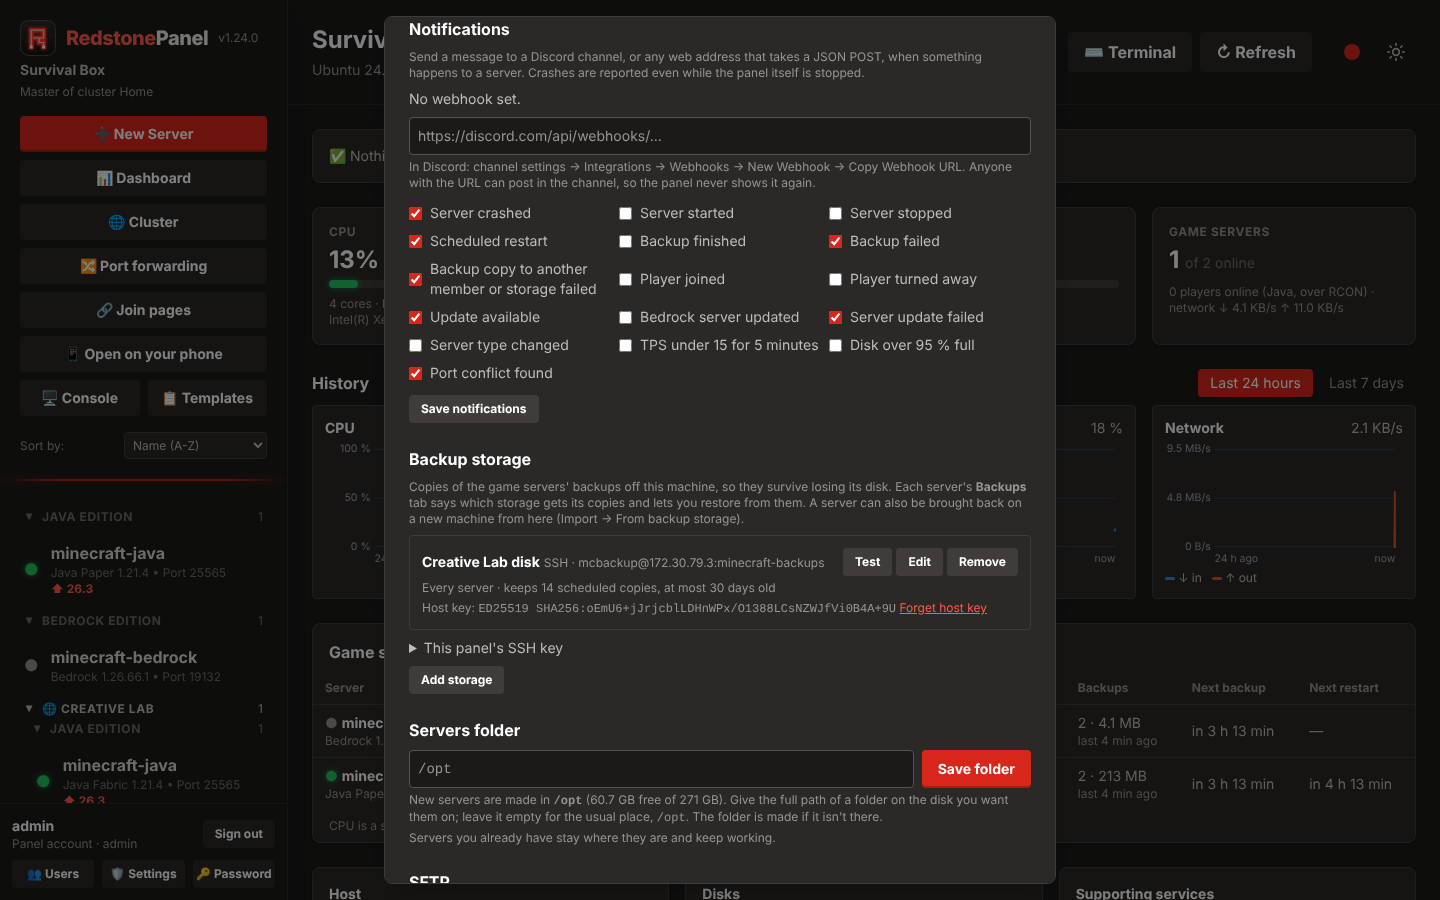 RedstonePanel v1.24.0
Survival Box
Master of cluster Home
➕ New Server
📊 Dashboard
🌐 Cluster
🔀 Port forwarding
🔗 Join pages
📱 Open on your phone
🖥️ Console
📋 Templates
Sort by: Name (A-Z)
▼ JAVA EDITION 1
minecraft-java
Java Paper 1.21.4 • Port 25565
⬆ 26.3
▼ BEDROCK EDITION 1
minecraft-bedrock
Bedrock 1.26.66.1 • Port 19132
▼ 🌐 CREATIVE LAB 1
▼ JAVA EDITION 1
minecraft-java
Java Fabric 1.21.4 • Port 25565
⬆ 26.3
admin
Panel account · admin
Sign out
👥 Users
🛡️ Settings
🔑 Password
Surviv
Ubuntu 24.
⌨️ Terminal
↻ Refresh
✅ Nothi
CPU
13%
4 cores ·
Intel(R) Xe
GAME SERVERS
1 of 2 online
0 players online (Java, over RCON) ·
network ↓ 4.1 KB/s ↑ 11.0 KB/s
History
Last 24 hours
Last 7 days
CPU
100 %
50 %
0 %
24
18 %
now
Network 2.1 KB/s
9.5 MB/s
4.8 MB/s
0 B/s
24 h ago now
↓ in ↑ out
Game s
Server
Backups Next backup Next restart
minec
Bedrock 1.
2 · 4.1 MB
last 4 min ago
in 3 h 13 min
—
minec
Java Pape
2 · 213 MB
last 4 min ago
in 3 h 13 min
in 4 h 13 min
CPU is a s
Host
Disks
Supporting services
Notifications
Send a message to a Discord channel, or any web address that takes a JSON POST, when something
happens to a server. Crashes are reported even while the panel itself is stopped.
No webhook set.
https://discord.com/api/webhooks/...
In Discord: channel settings → Integrations → Webhooks → New Webhook → Copy Webhook URL. Anyone
with the URL can post in the channel, so the panel never shows it again.
Server crashed
Server started
Server stopped
Scheduled restart
Backup finished
Backup failed
Backup copy to another
member or storage failed
Player joined
Player turned away
Update available
Bedrock server updated
Server update failed
Server type changed
TPS under 15 for 5 minutes
Disk over 95 % full
Port conflict found
Save notifications
Backup storage
Copies of the game servers' backups off this machine, so they survive losing its disk. Each server's Backups
tab says which storage gets its copies and lets you restore from them. A server can also be brought back on
a new machine from here (Import → From backup storage).
Creative Lab disk SSH · mcbackup@172.30.79.3:minecraft-backups
Test
Edit
Remove
Every server · keeps 14 scheduled copies, at most 30 days old
Host key: ED25519 SHA256:oEmU6+jJrjcblLDHnWPx/O1388LCsNZWJfVi0B4A+9U Forget host key
▶ This panel's SSH key
Add storage
Servers folder
/opt
Save folder
New servers are made in /opt (60.7 GB free of 271 GB). Give the full path of a folder on the disk you want
them on; leave it empty for the usual place, /opt. The folder is made if it isn't there.
Servers you already have stay where they are and keep working.
SFTP